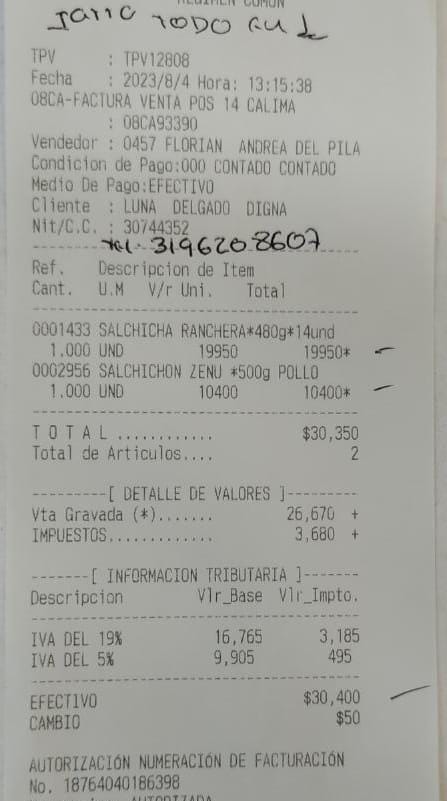 REGIMEN COMUN
TODO
TPV : TPV12808
Fecha : 2023/8/4 Hora: 13:15:38
08CA-FACTURA VENTA POS 14 CALIMA
: 08CA93390
Vendedor : 0457 FLORIAN ANDREA DEL PILA
Condicion de Pago:000 CONTADO CONTADO
Medio De Pago:EFECTIVO
Cliente : LUNA DELGADO DIGNA
Nit/C.C. : 30744352
Tel. 3196208607
Ref. Descripcion de Item
Cant. U.M V/r Uni. Total
0001433 SALCHICHA RANCHERA*480g*14und
1.000 UND 19950 19950*
0002956 SALCHICHON ZENU *500g POLLO
1.000 UND 10400 10400*
T O T A L ............ $30,350
Total de Articulos.... 2
---------[ DETALLE DE VALORES ]---------
Vta Gravada (*)....... 26,670 +
IMPUESTOS............. 3,680 +
-------[ INFORMACION TRIBUTARIA ]-------
Descripcion Vlr_Base Vlr_Impto.
IVA DEL 19% 16,765 3,185
IVA DEL 5% 9,905 495
EFECTIVO $30,400
CAMBIO $50
AUTORIZACIÓN NUMERACIÓN DE FACTURACIÓN
No. 18764040186398
AUTORIZADA